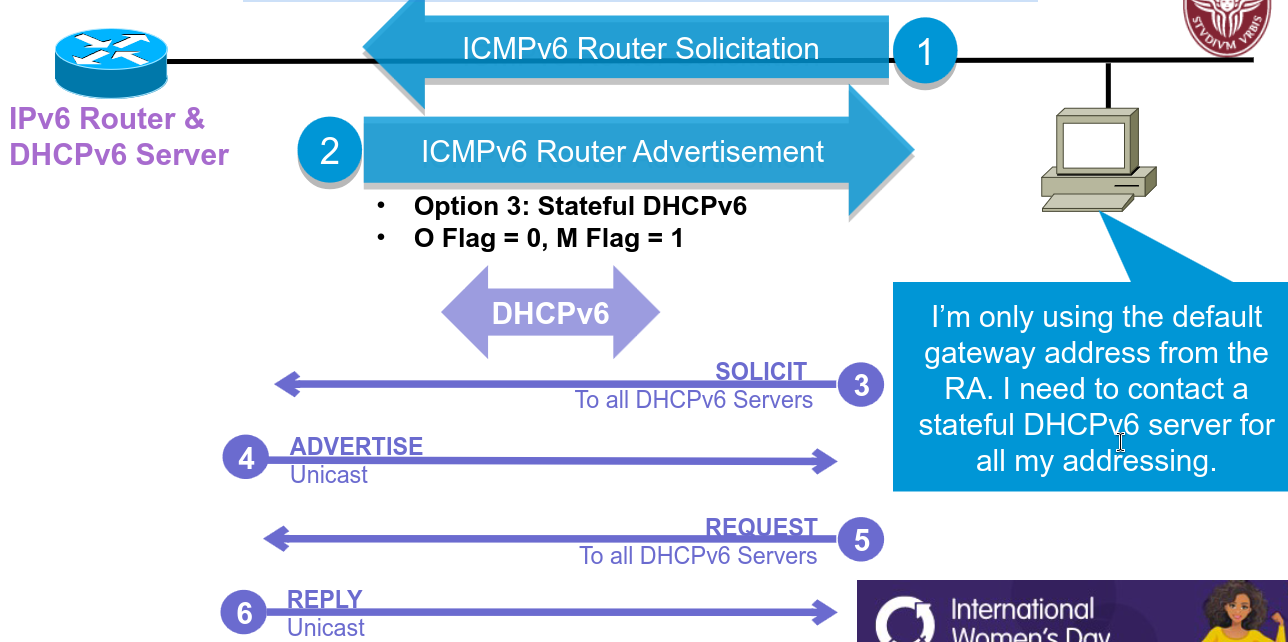 ICMPv6 Router Solicitation
1
STVDIVM VRBIS
IPv6 Router &
DHCPv6 Server
2
ICMPv6 Router Advertisement
• Option 3: Stateful DHCPv6
• O Flag = 0, M Flag = 1
DHCPv6
I’m only using the default
gateway address from the
RA. I need to contact a
stateful DHCPv6 server for
all my addressing.
SOLICIT
3
To all DHCPv6 Servers
4
ADVERTISE
Unicast
REQUEST
5
To all DHCPv6 Servers
6
REPLY
Unicast
International
Women's Day